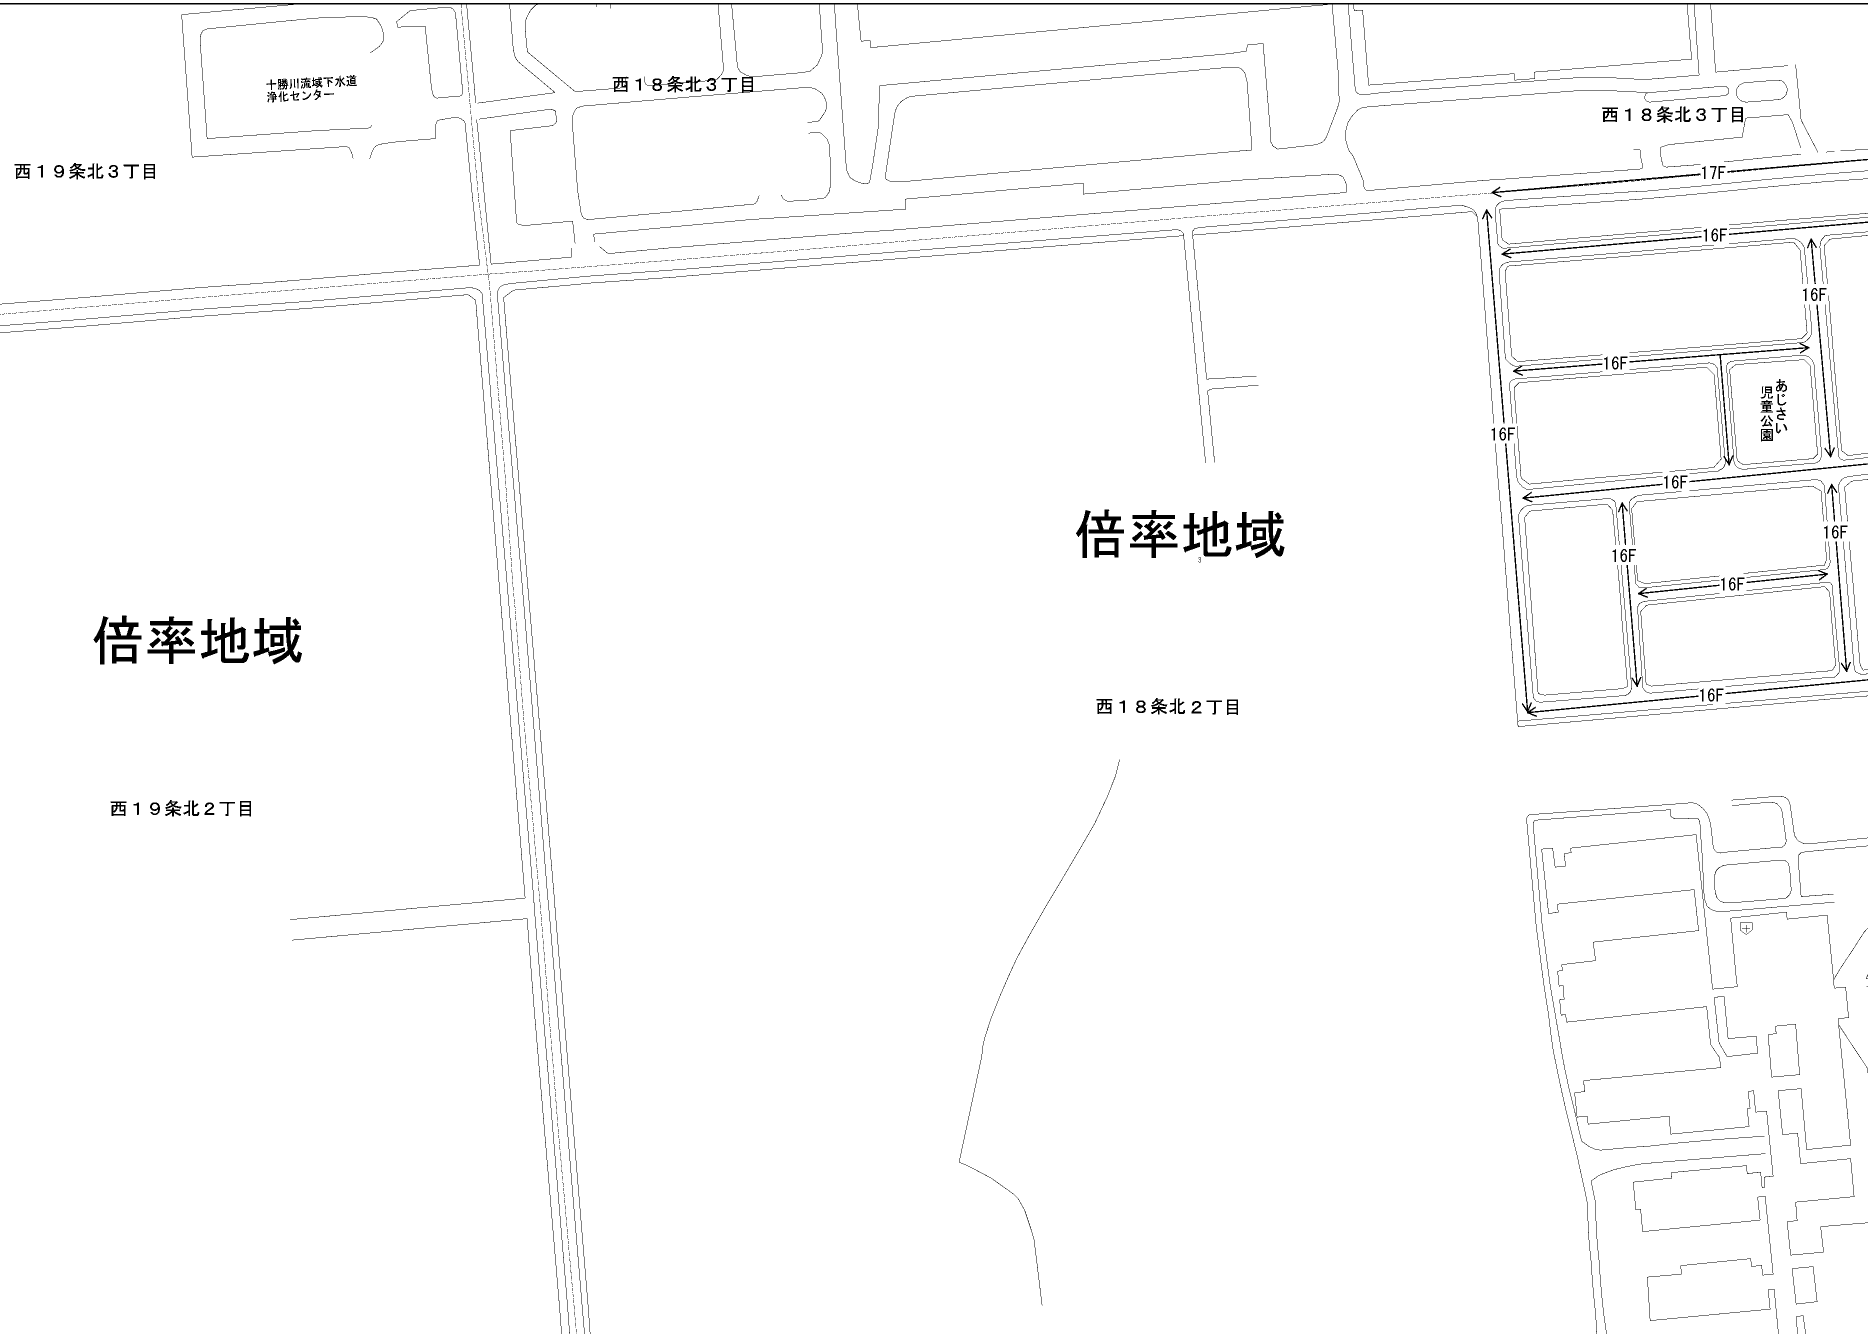 十勝川流域下水道
浄化センター
西１８条北３丁目
西１８条北３丁目
西１９条北３丁目
17F
16F
16F
16F
あじさい
児童公園
16F
16F
倍率地域
3
16F
16F
16F
倍率地域
16F
西１８条北２丁目
西１９条北２丁目